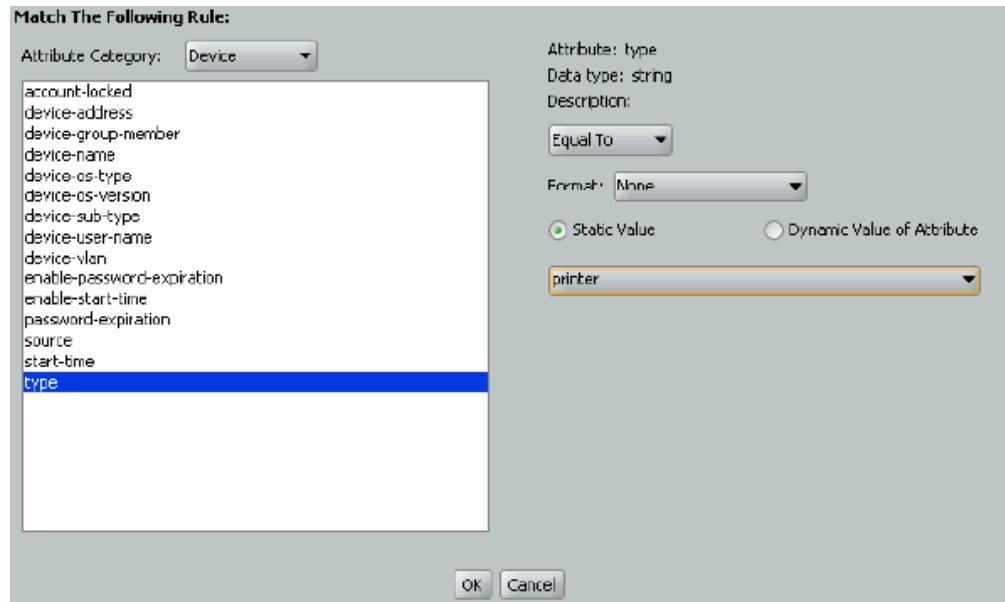 Match The Following Rule:
Attribute Category: Device
account-locked
device-address
device-group-member
device-name
device-os-type
device-os-version
device-sub-type
device-user-name
device-vlan
enable-password-expiration
enable-start-time
password-expiration
source
start-time
type
Attribute: type
Data type: string
Description:
Equal To
Format: None
Static Value Dynamic Value of Attribute
printer
OK Cancel